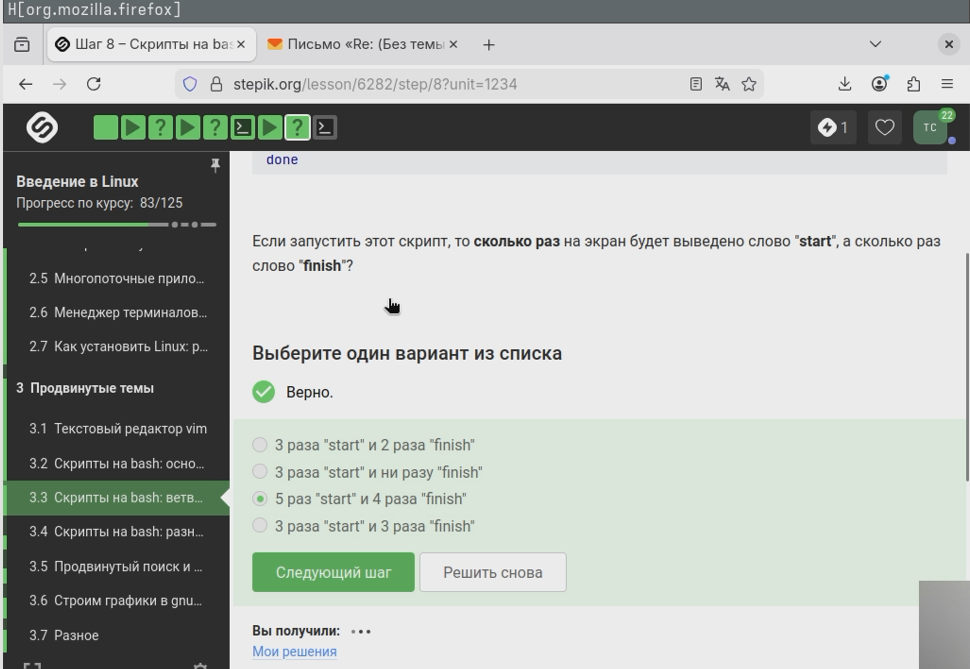 H[org.mozilla.firefox]
Шаг 8 – Скрипты на bas
Письмо «Re: (Без темы
stepik.org/lesson/6282/step/8?unit=1234
1
TC
22
Введение в Linux
Прогресс по курсу: 83/125
2.5 Многопоточные прило...
2.6 Менеджер терминалов...
2.7 Как установить Linux: р...
3 Продвинутые темы
3.1 Текстовый редактор vim
3.2 Скрипты на bash: осно...
3.3 Скрипты на bash: ветв...
3.4 Скрипты на bash: разн...
3.5 Продвинутый поиск и ...
3.6 Строим графики в gnu...
3.7 Разное
done
Если запустить этот скрипт, то сколько раз на экран будет выведено слово "start", а сколько раз
слово "finish"?
Выберите один вариант из списка
Верно.
3 раза "start" и 2 раза "finish"
3 раза "start" и ни разу "finish"
5 раз "start" и 4 раза "finish"
3 раза "start" и 3 раза "finish"
Следующий шаг
Решить снова
Вы получили:
Мои решения